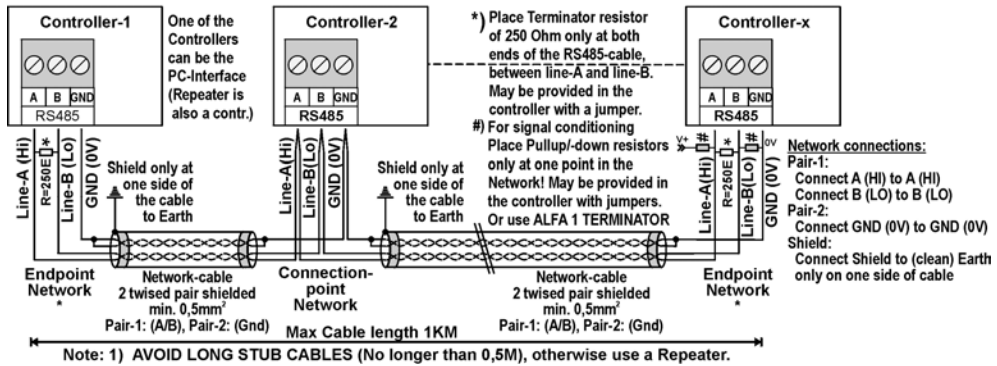 Controller-1
A B GND
RS485
One of the
Controllers
can be the
PC-Interface
(Repeater is
also a contr.)
Controller-2
A B GND
RS485
*) Place Terminator resistor
of 250 Ohm only at both
ends of the RS485-cable,
between line-A and line-B.
May be provided in the
controller with a jumper.
#) For signal conditioning
Place Pullup/-down resistors
only at one point in the
Network! May be provided in
the controller with jumpers.
Or use ALFA 1 TERMINATOR
Controller-x
A B GND
RS485
Line-A (Hi)
R=250E *
Line-B (Lo)
GND (0V)
Shield only at
one side of
the cable
to Earth
Line-A(Hi)
Line-B(Lo)
GND (0V)
Shield only at
one side of
the cable
to Earth
V+ # # 0V
Line-A(Hi)
R=250E *
Line-B(Lo)
GND (0V)
Network connections:
Pair-1:
Connect A (HI) to A (HI)
Connect B (LO) to B (LO)
Pair-2:
Connect GND (0V) to GND (0V)
Shield:
Connect Shield to (clean) Earth
only on one side of cable
Endpoint
Network
*
Network-cable
2 twised pair shielded
min. 0,5mm²
Pair-1: (A/B), Pair-2: (Gnd)
Connection-
point
Network
Network-cable
2 twised pair shielded
min. 0,5mm²
Pair-1: (A/B), Pair-2: (Gnd)
Endpoint
Network
*
Max Cable length 1KM
Note: 1) AVOID LONG STUB CABLES (No longer than 0,5M), otherwise use a Repeater.